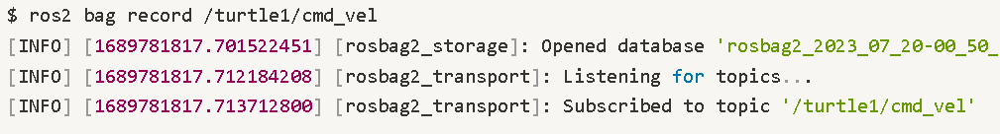 $ ros2 bag record /turtle1/cmd_vel
[INFO] [1689781817.701522451] [rosbag2_storage]: Opened database 'rosbag2_2023_07_20-00_50_
[INFO] [1689781817.712184208] [rosbag2_transport]: Listening for topics...
[INFO] [1689781817.713712800] [rosbag2_transport]: Subscribed to topic '/turtle1/cmd_vel'